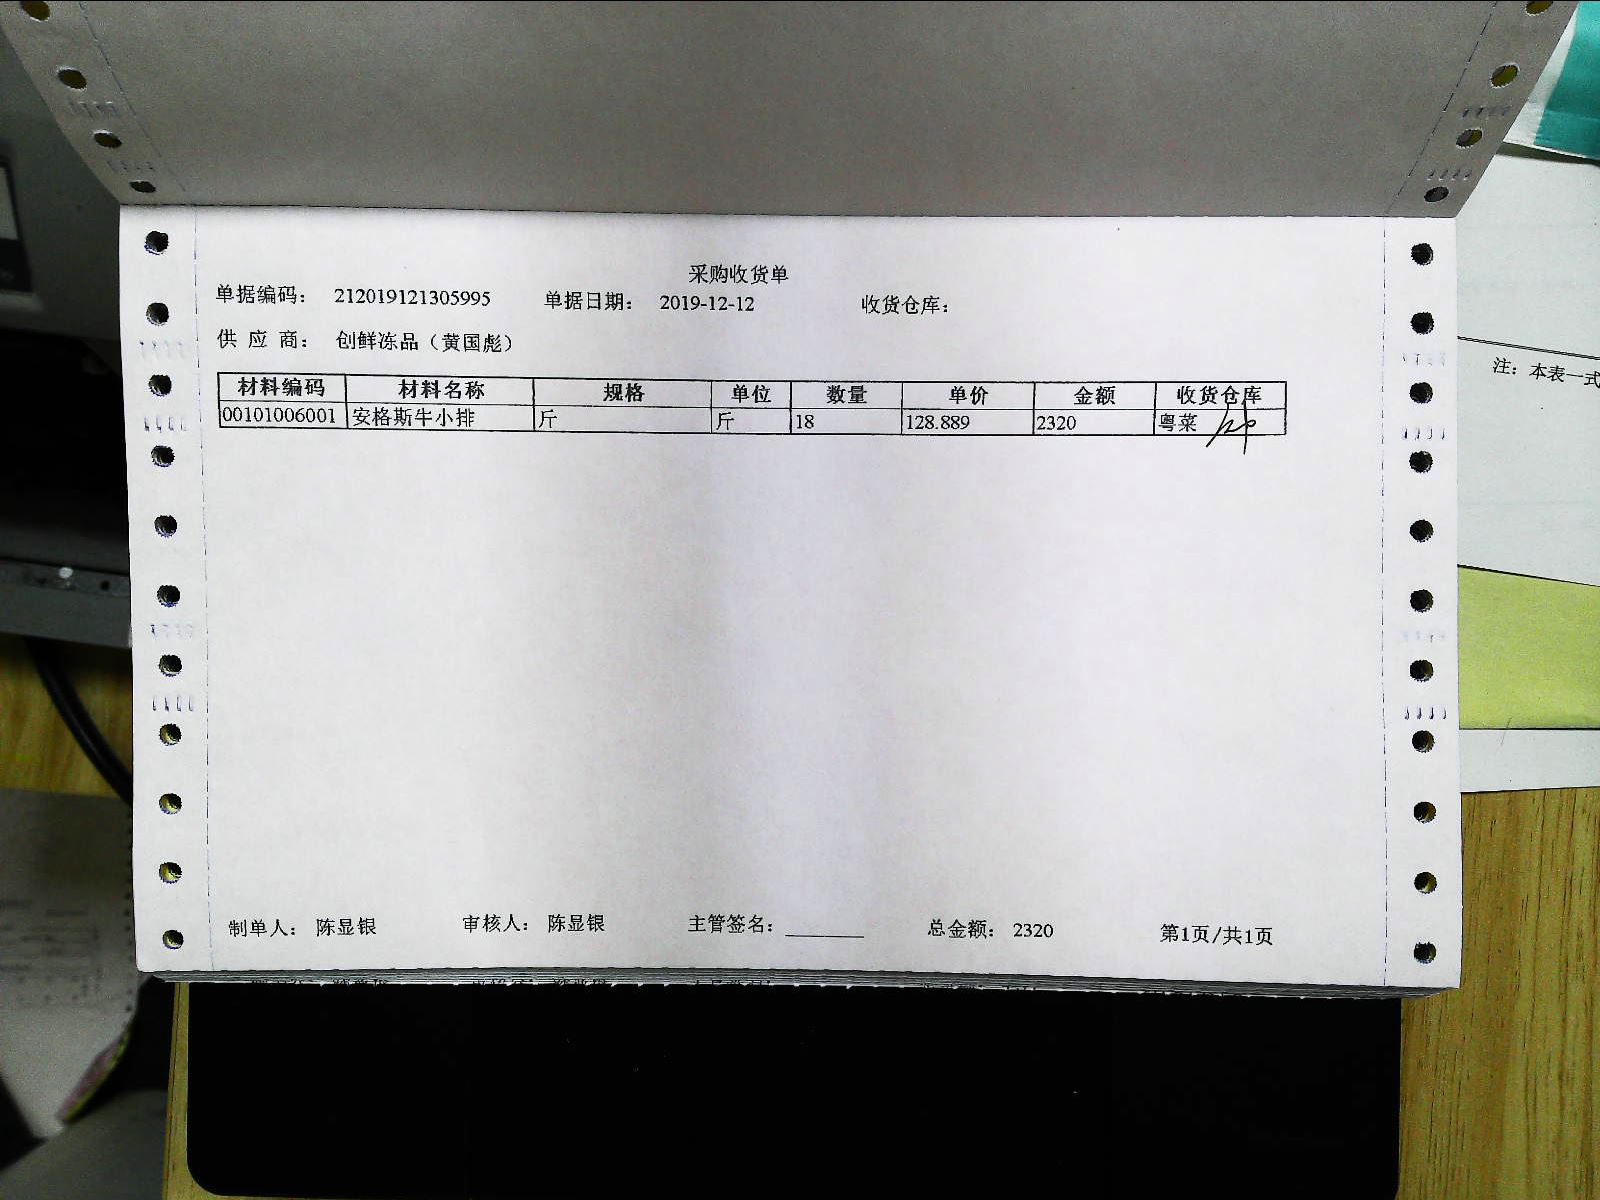 采购收货单
单据编码： 212019121305995 单据日期： 2019-12-12 收货仓库：
供 应 商： 创鲜冻品（黄国彪）
材料编码 材料名称 规格 单位 数量 单价 金额 收货仓库
00101006001 安格斯牛小排 斤 斤 18 128.889 2320 粤菜
注：本表一式
制单人： 陈显银 审核人： 陈显银 主管签名：________ 总金额： 2320 第1页/共1页